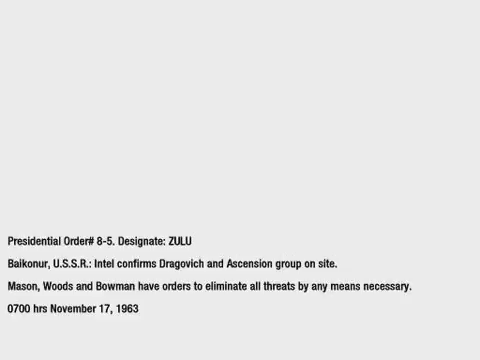 Presidential Order# 8-5. Designate: ZULU
Baikonur, U.S.S.R.: Intel confirms Dragovich and Ascension group on site.
Mason, Woods and Bowman have orders to eliminate all threats by any means necessary.
0700 hrs November 17, 1963